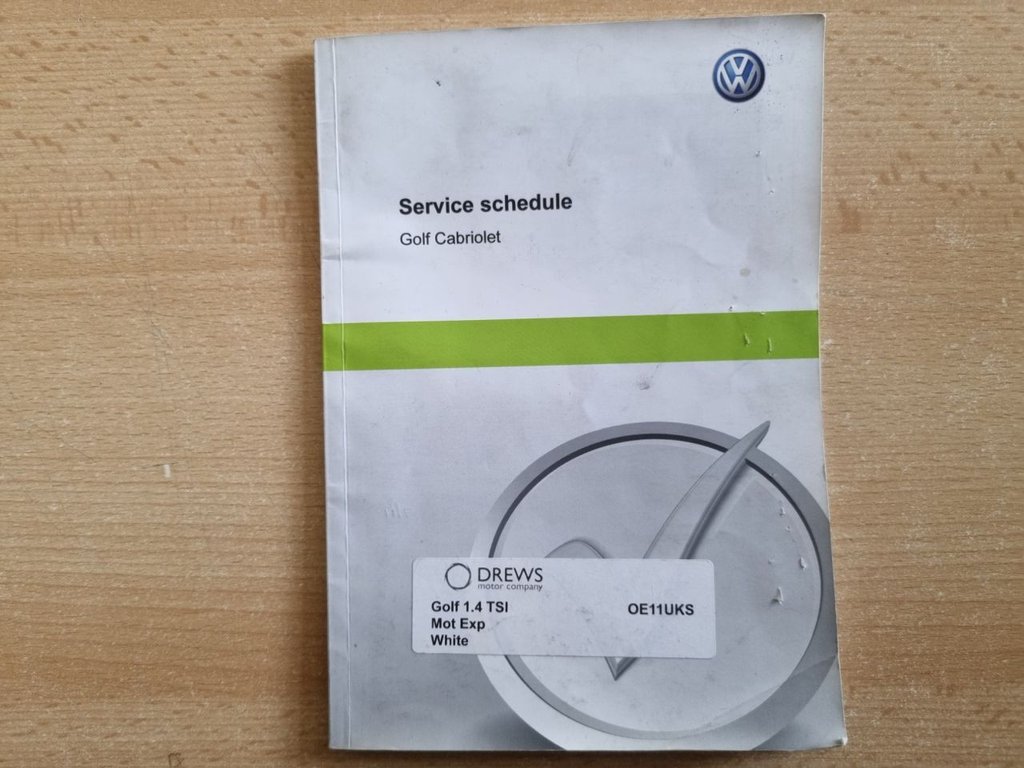 Service schedule
Golf Cabriolet
DREWS
motor company
Golf 1.4 TSI OE11UKS
Mot Exp
White